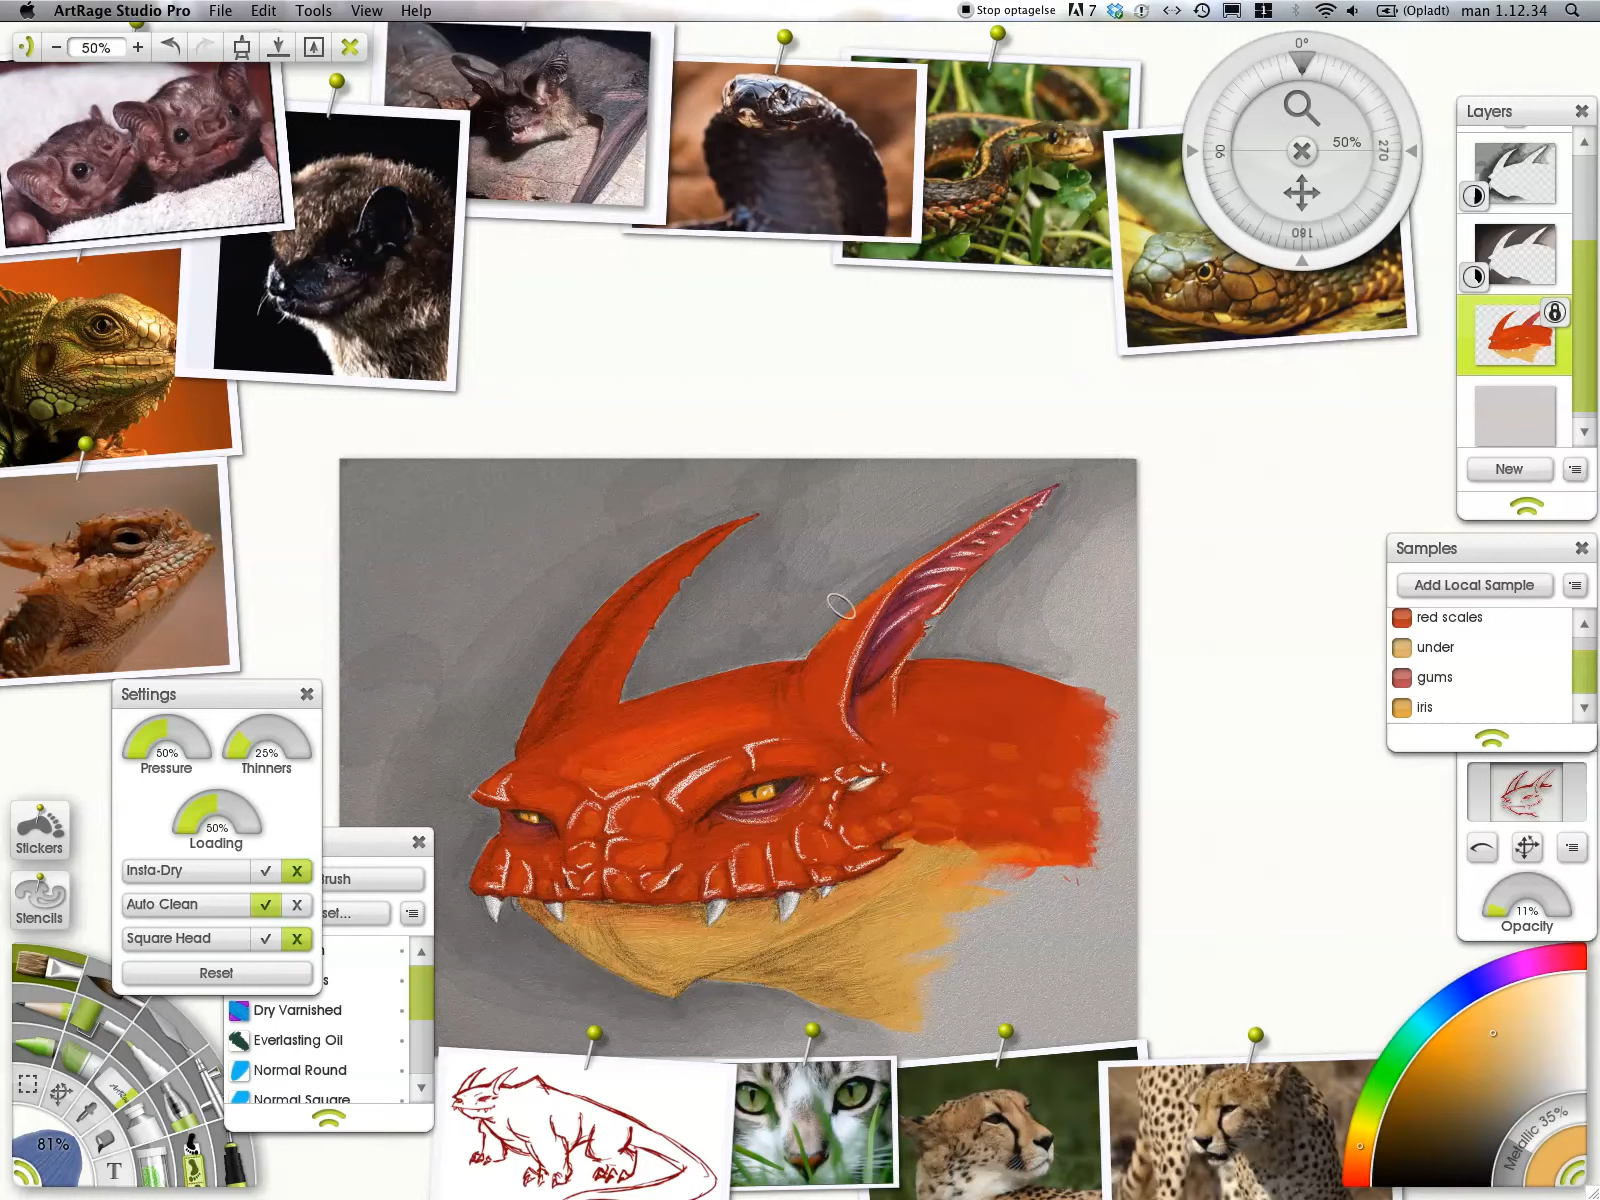 ArtRage Studio Pro File Edit Tools View Help
Stop optagelse 7 1 (Opladt) man 1.12.34
50%
0°
50%
90
270
180
Layers
New
Samples
Add Local Sample
red scales
under
gums
iris
11%
Opacity
Settings
50%
Pressure
25%
Thinners
50%
Loading
Insta-Dry
Auto Clean
Square Head
Reset
Stickers
Stencils
rush
set...
s
Dry Varnished
Everlasting Oil
Normal Round
Normal Square
81%
T
Metallic 35%